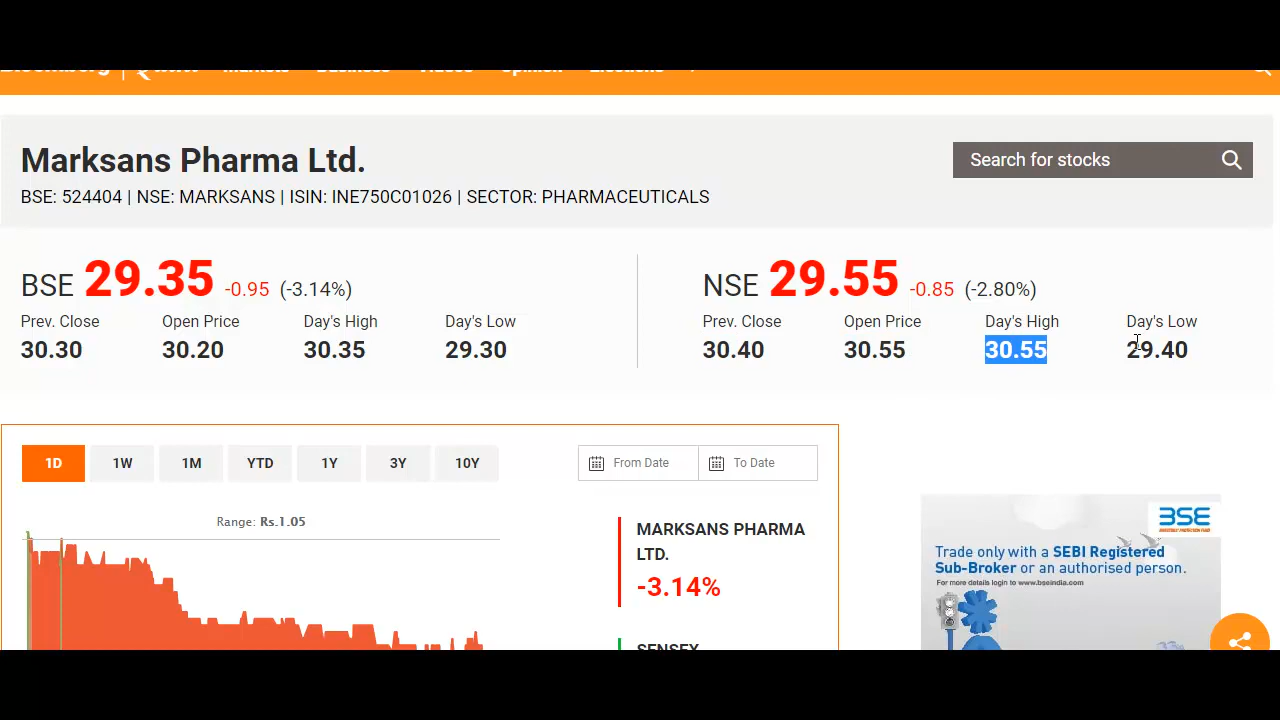 Marksans Pharma Ltd.
Search for stocks
BSE: 524404 | NSE: MARKSANS | ISIN: INE750C01026 | SECTOR: PHARMACEUTICALS
BSE 29.35 -0.95 (-3.14%)
Prev. Close Open Price Day's High Day's Low
30.30 30.20 30.35 29.30
NSE 29.55 -0.85 (-2.80%)
Prev. Close Open Price Day's High Day's Low
30.40 30.55 30.55 29.40
1D 1W 1M YTD 1Y 3Y 10Y
From Date To Date
Range: Rs.1.05
MARKSANS PHARMA
LTD.
-3.14%
SENSEX
BSE
Trade only with a SEBI Registered
Sub-Broker or an authorised person.
For more details login to www.bseindia.com